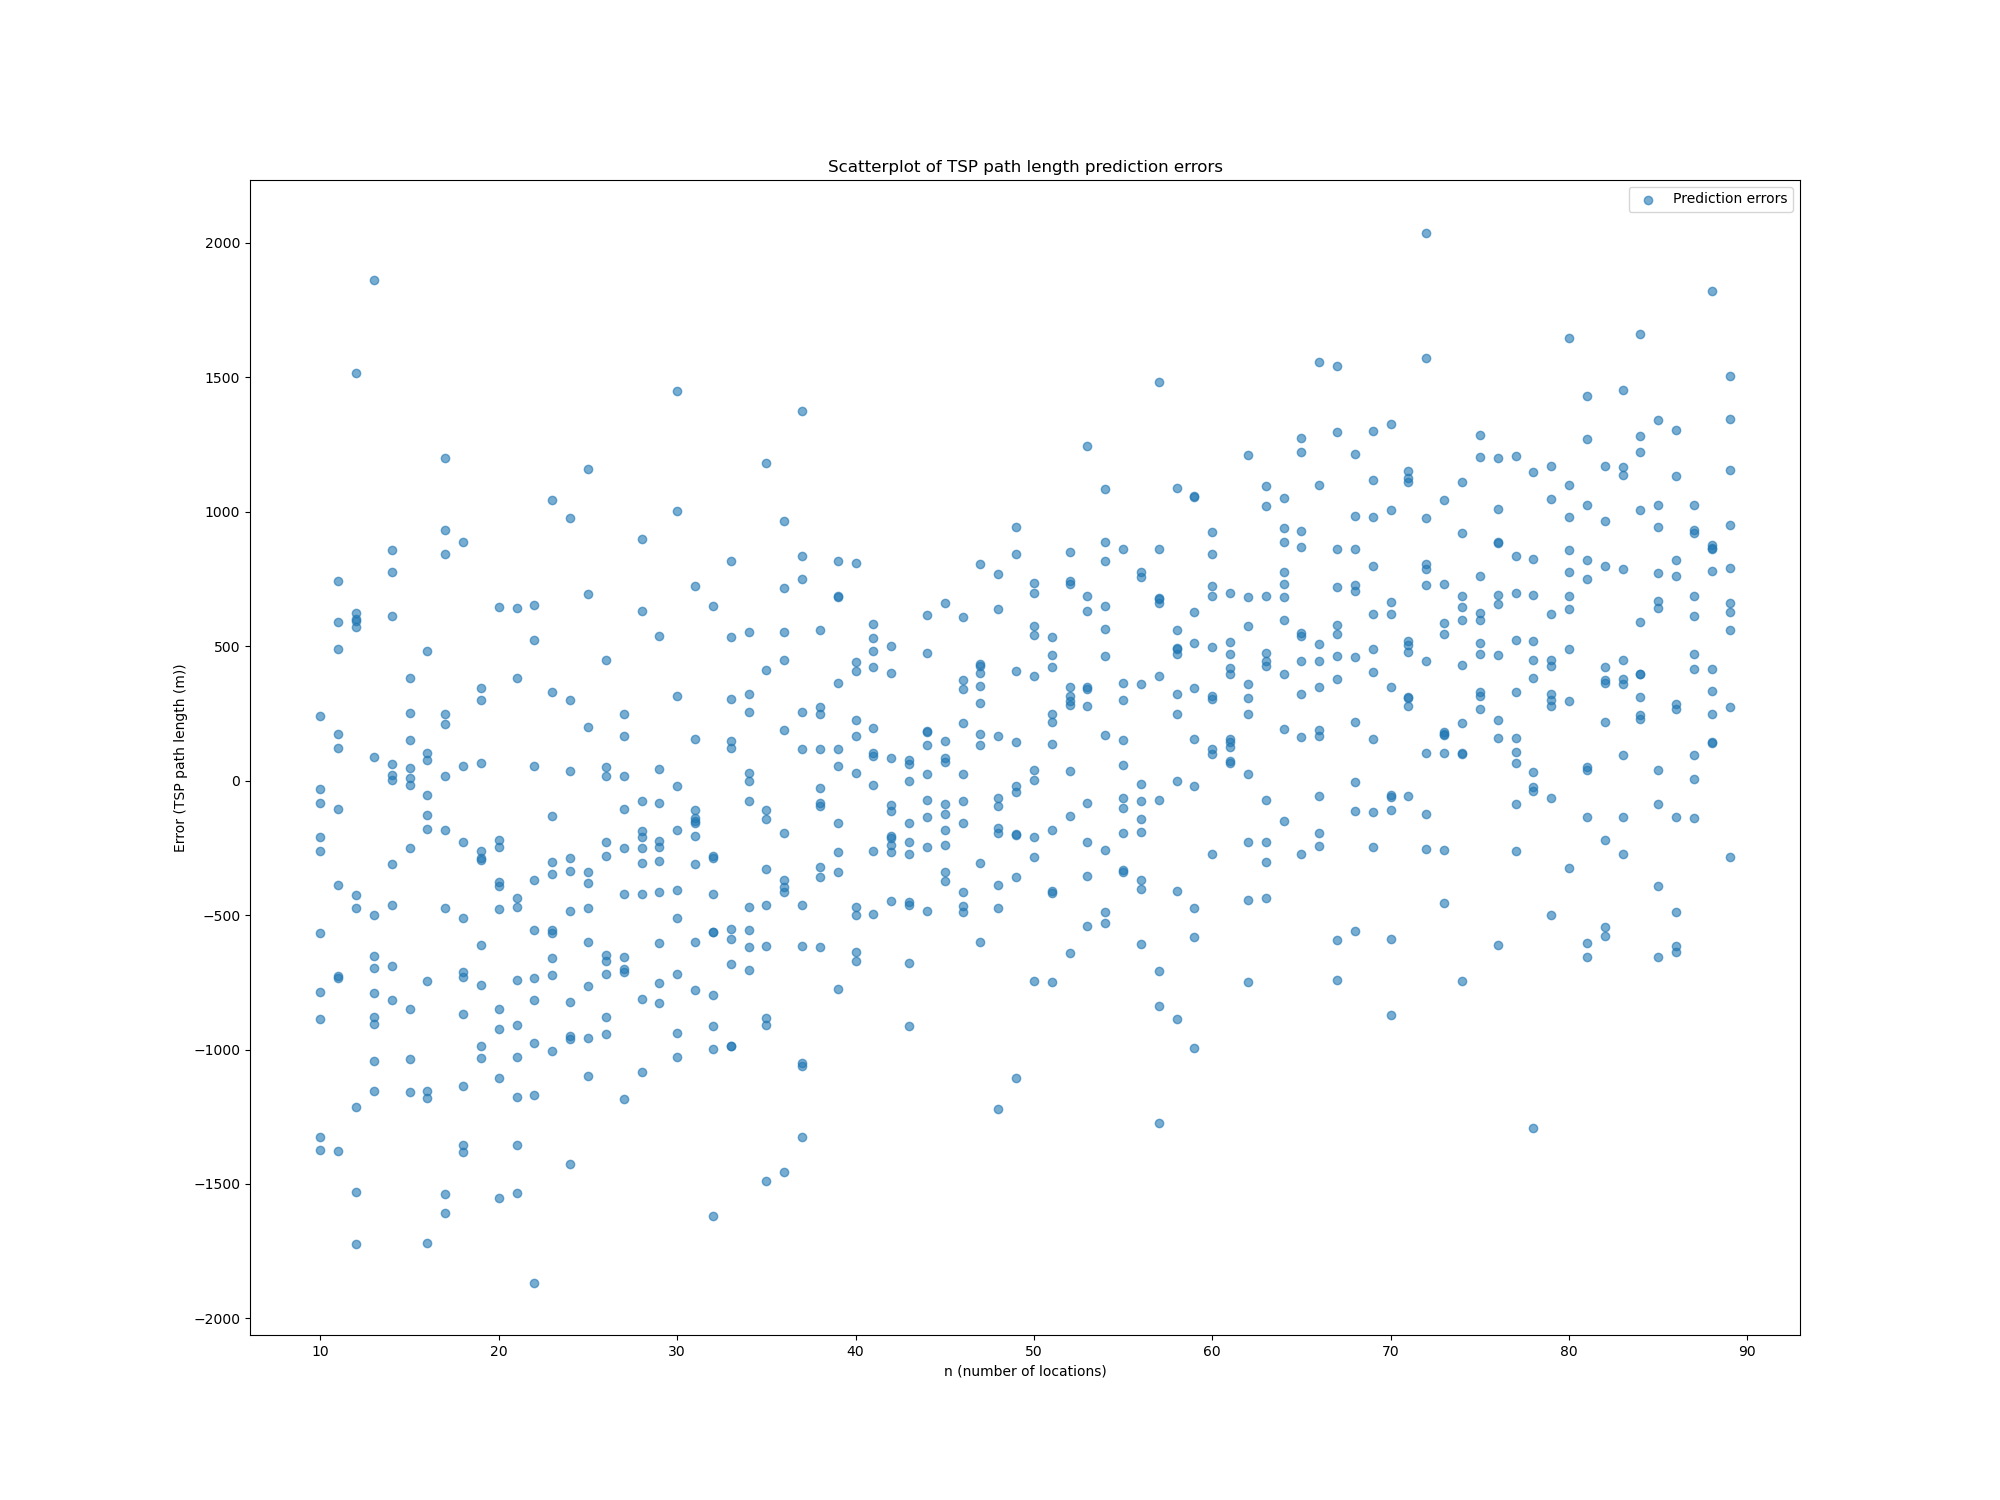 Scatterplot of TSP path length prediction errors
Prediction errors
2000
1500
1000
500
0
−500
−1000
−1500
−2000
Error (TSP path length (m))
10 20 30 40 50 60 70 80 90
n (number of locations)